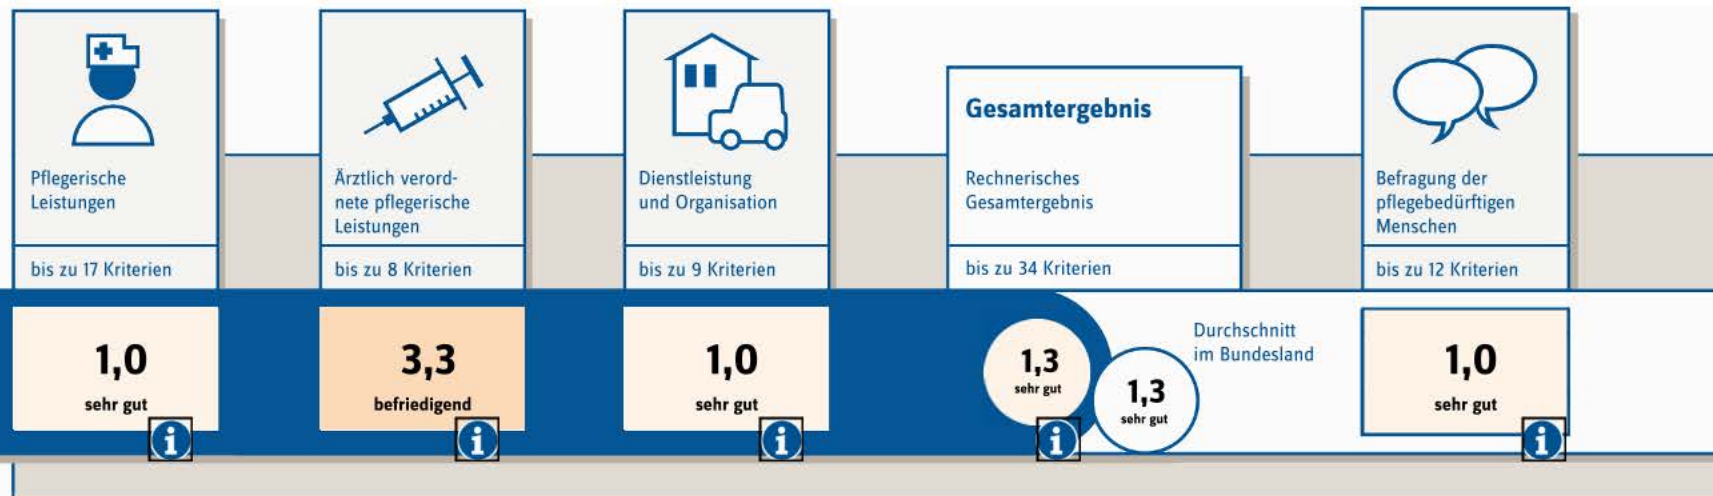 Pflegerische
Leistungen
bis zu 17 Kriterien
1,0
sehr gut
i
Ärztlich verord-
nete pflegerische
Leistungen
bis zu 8 Kriterien
3,3
befriedigend
i
Dienstleistung
und Organisation
bis zu 9 Kriterien
1,0
sehr gut
i
Gesamtergebnis
Rechnerisches
Gesamtergebnis
bis zu 34 Kriterien
1,3
sehr gut
i
Durchschnitt
im Bundesland
1,3
sehr gut
Befragung der
pflegebedürftigen
Menschen
bis zu 12 Kriterien
1,0
sehr gut
i